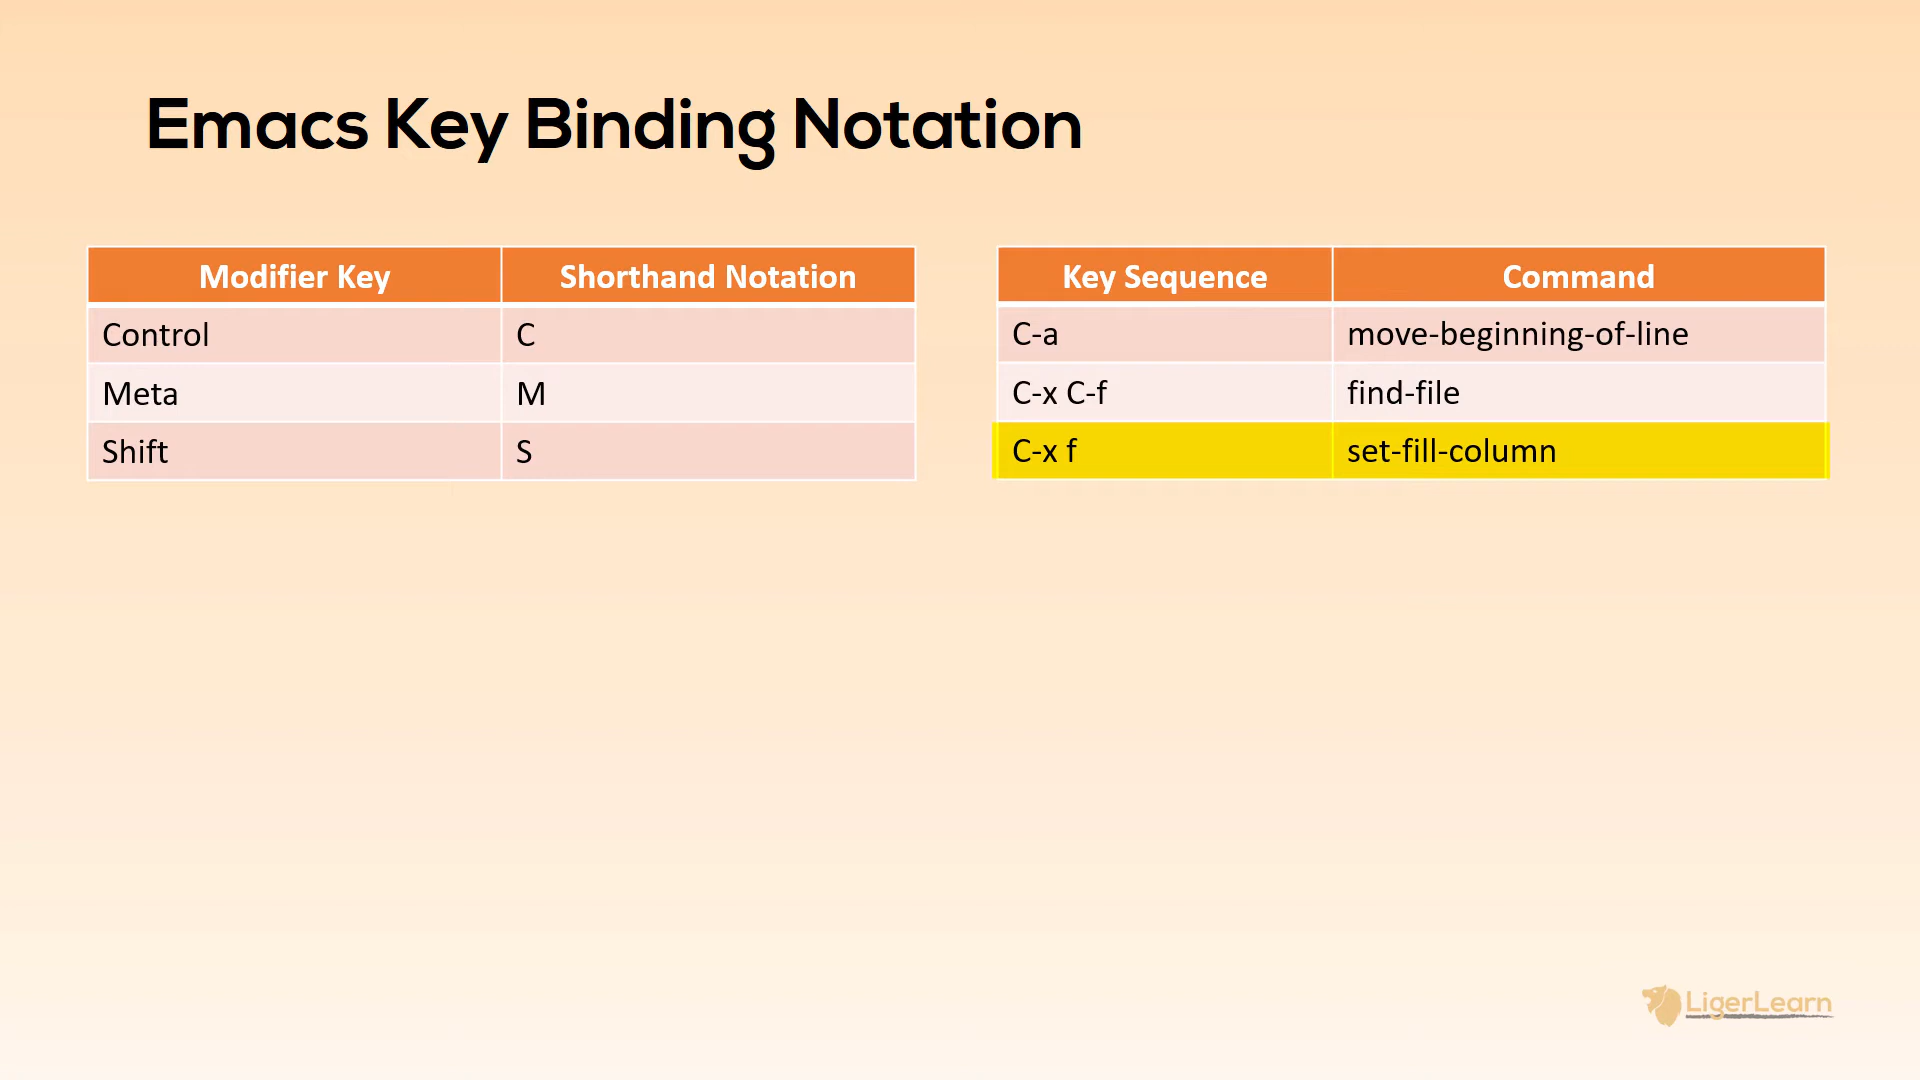 Emacs Key Binding Notation
Modifier Key Shorthand Notation
Control C
Meta M
Shift S
Key Sequence Command
C-a move-beginning-of-line
C-x C-f find-file
C-x f set-fill-column
LigerLearn